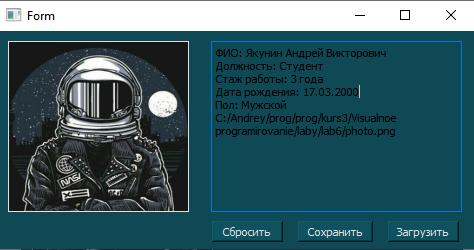 Form
ФИО: Якунин Андрей Викторович
Должность: Студент
Стаж работы: 3 года
Дата рождения: 17.03.2000
Пол: Мужской
C:/Andrey/prog/prog/kurs3/Visualnoe
programirovanie/laby/lab6/photo.png
NASA
Сбросить
Сохранить
Загрузить